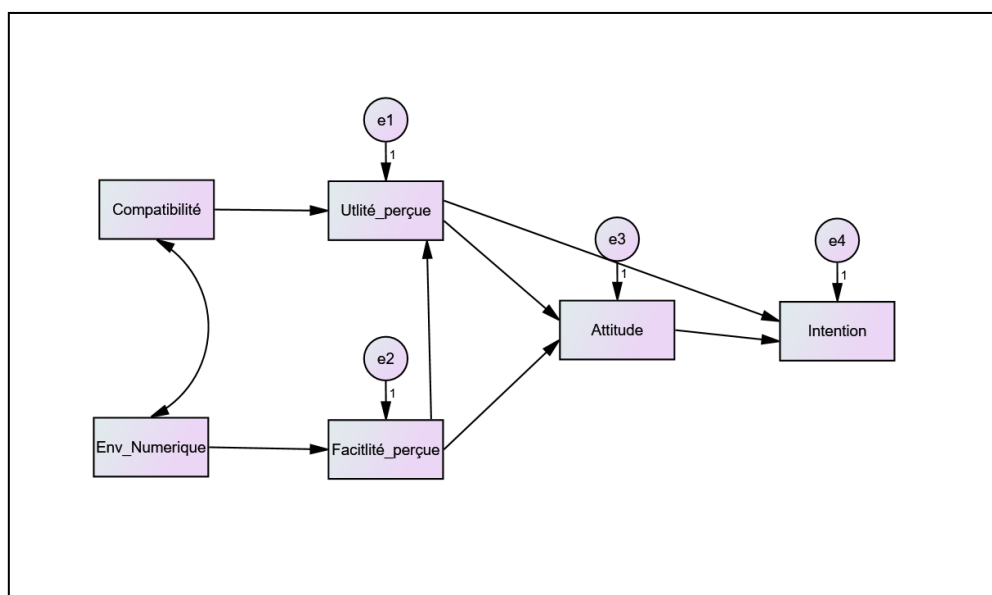 e1
1
Compatibilité
Utlité_perçue
e3
1
e4
1
Attitude
Intention
e2
1
Env_Numerique
Facitlité_perçue